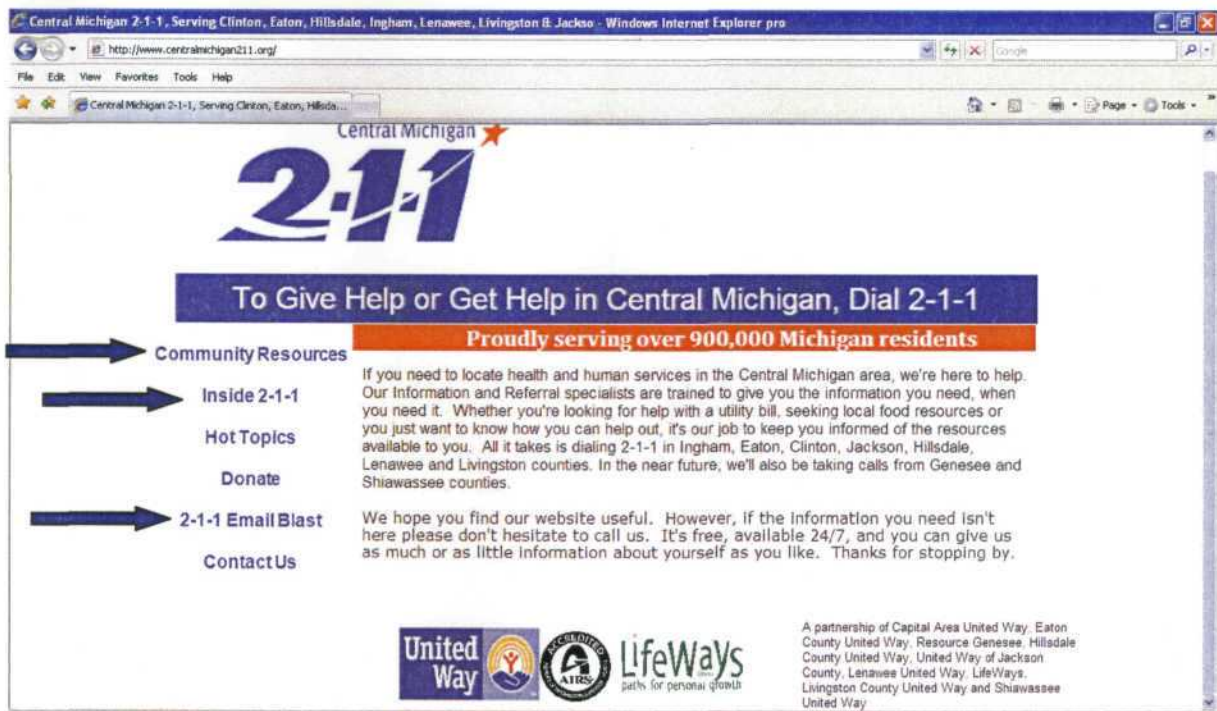 Central Michigan 2-1-1, Serving Clinton, Eaton, Hillsdale, Ingham, Lenawee, Livingston & Jackso - Windows Internet Explorer pro
http://www.centralmichigan211.org/
Google
File Edit View Favorites Tools Help
Central Michigan 2-1-1, Serving Clinton, Eaton, Hillsda...
Page Tools
Central Michigan
2-1-1
To Give Help or Get Help in Central Michigan, Dial 2-1-1
Proudly serving over 900,000 Michigan residents
Community Resources
Inside 2-1-1
Hot Topics
Donate
2-1-1 Email Blast
Contact Us
If you need to locate health and human services in the Central Michigan area, we're here to help.
Our Information and Referral specialists are trained to give you the information you need, when
you need it. Whether you're looking for help with a utility bill, seeking local food resources or
you just want to know how you can help out, it's our job to keep you informed of the resources
available to you. All it takes is dialing 2-1-1 in Ingham, Eaton, Clinton, Jackson, Hillsdale,
Lenawee and Livingston counties. In the near future, we'll also be taking calls from Genesee and
Shiawassee counties.
We hope you find our website useful. However, if the information you need isn't
here please don't hesitate to call us. It's free, available 24/7, and you can give us
as much or as little information about yourself as you like. Thanks for stopping by.
United
Way
ACCREDITED
AIRS
LifeWays
paths for personal growth
A partnership of Capital Area United Way, Eaton
County United Way, Resource Genesee, Hillsdale
County United Way, United Way of Jackson
County, Lenawee United Way, LifeWays,
Livingston County United Way and Shiawassee
United Way